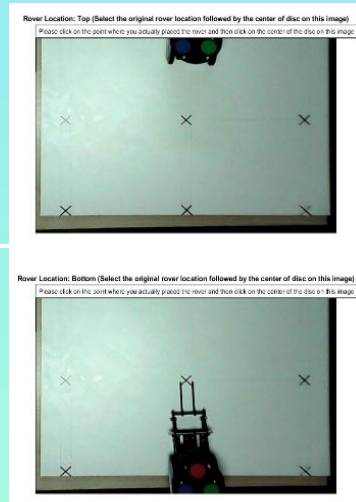 Rover Location: Top (Select the original rover location followed by the center of disc on this image)
Please click on the point where you actually placed the rover and then click on the center of the disc on this image
Rover Location: Bottom (Select the original rover location followed by the center of disc on this image)
Please click on the point where you actually placed the rover and then click on the center of the disc on this image